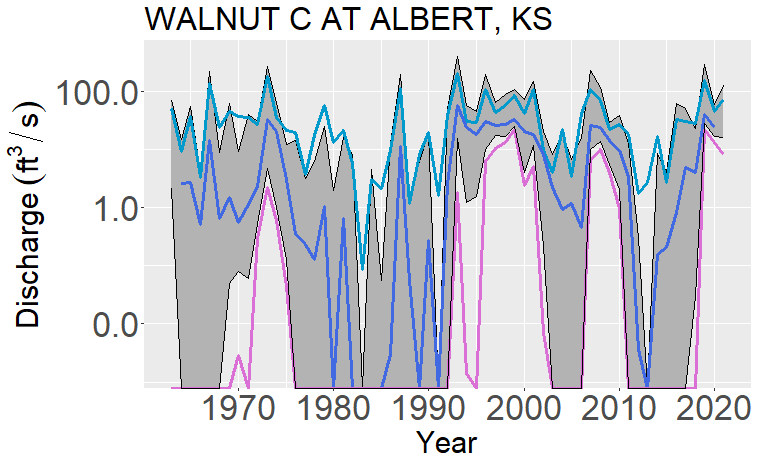 WALNUT C AT ALBERT, KS
Discharge (ft³/s)
100.0
1.0
0.0
1970 1980 1990 2000 2010 2020
Year